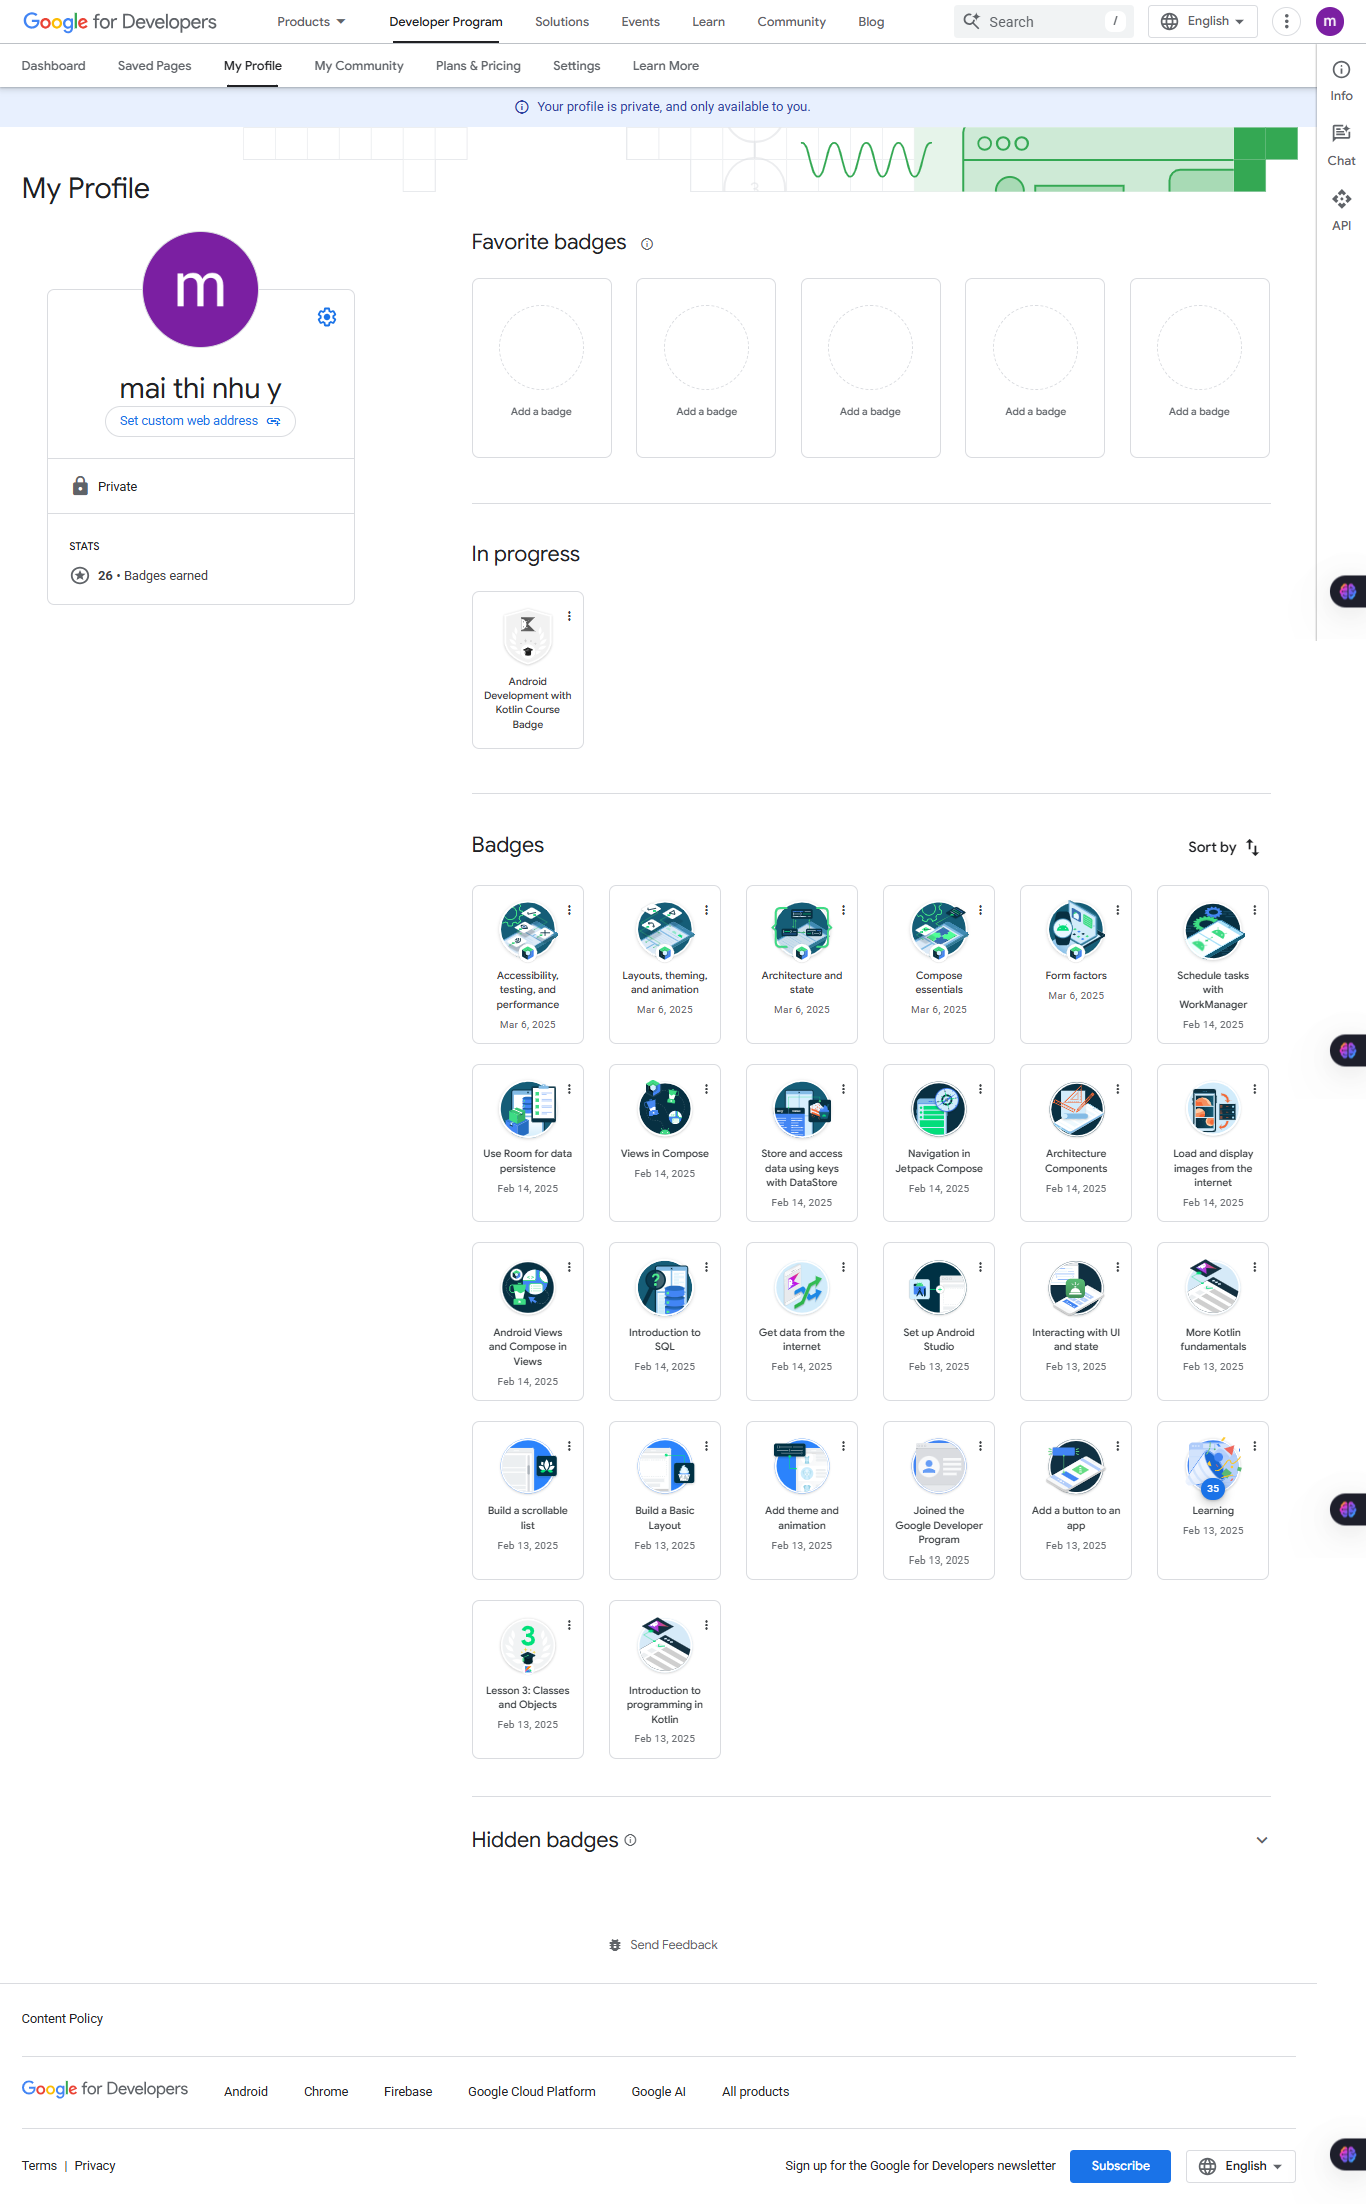 Google for Developers
Products
Developer Program
Solutions
Events
Learn
Community
Blog
Search
/
English
m
Dashboard
Saved Pages
My Profile
My Community
Plans & Pricing
Settings
Learn More
Info
Chat
API
Your profile is private, and only available to you.
My Profile
m
mai thi nhu y
Set custom web address
Private
STATS
26 • Badges earned
Favorite badges
Add a badge
Add a badge
Add a badge
Add a badge
Add a badge
In progress
Android
Development with
Kotlin Course
Badge
Badges
Sort by
Accessibility,
testing, and
performance
Mar 6, 2025
Layouts, theming,
and animation
Mar 6, 2025
Architecture and
state
Mar 6, 2025
Compose
essentials
Mar 6, 2025
Form factors
Mar 6, 2025
Schedule tasks
with
WorkManager
Feb 14, 2025
Use Room for data
persistence
Feb 14, 2025
Views in Compose
Feb 14, 2025
Store and access
data using keys
with DataStore
Feb 14, 2025
Navigation in
Jetpack Compose
Feb 14, 2025
Architecture
Components
Feb 14, 2025
Load and display
images from the
internet
Feb 14, 2025
Android Views
and Compose in
Views
Feb 14, 2025
?
Introduction to
SQL
Feb 14, 2025
Get data from the
internet
Feb 14, 2025
AI
Set up Android
Studio
Feb 13, 2025
Interacting with UI
and state
Feb 13, 2025
More Kotlin
fundamentals
Feb 13, 2025
Build a scrollable
list
Feb 13, 2025
Build a Basic
Layout
Feb 13, 2025
Add theme and
animation
Feb 13, 2025
Joined the
Google Developer
Program
Feb 13, 2025
Add a button to an
app
Feb 13, 2025
35
Learning
Feb 13, 2025
3
Lesson 3: Classes
and Objects
Feb 13, 2025
Introduction to
programming in
Kotlin
Feb 13, 2025
Hidden badges
Send Feedback
Content Policy
Google for Developers
Android
Chrome
Firebase
Google Cloud Platform
Google AI
All products
Terms | Privacy
Sign up for the Google for Developers newsletter
Subscribe
English